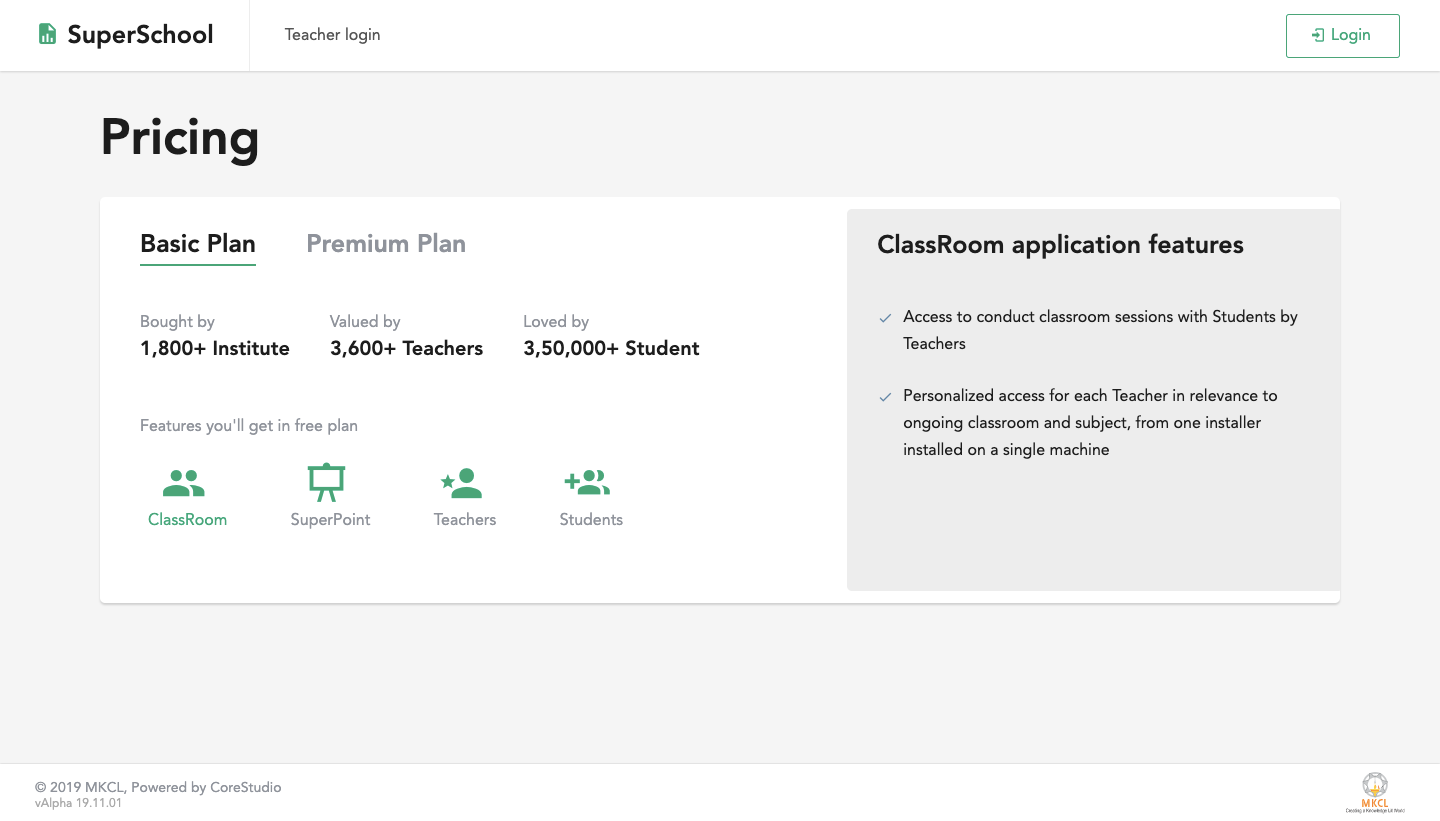 SuperSchool
Teacher login
Login
Pricing
Basic Plan
Premium Plan
Bought by
1,800+ Institute
Valued by
3,600+ Teachers
Loved by
3,50,000+ Student
Features you'll get in free plan
ClassRoom
SuperPoint
Teachers
Students
ClassRoom application features
Access to conduct classroom sessions with Students by
Teachers
Personalized access for each Teacher in relevance to
ongoing classroom and subject, from one installer
installed on a single machine
© 2019 MKCL, Powered by CoreStudio
vAlpha 19.11.01
MKCL
Creating a Knowledge Lit World